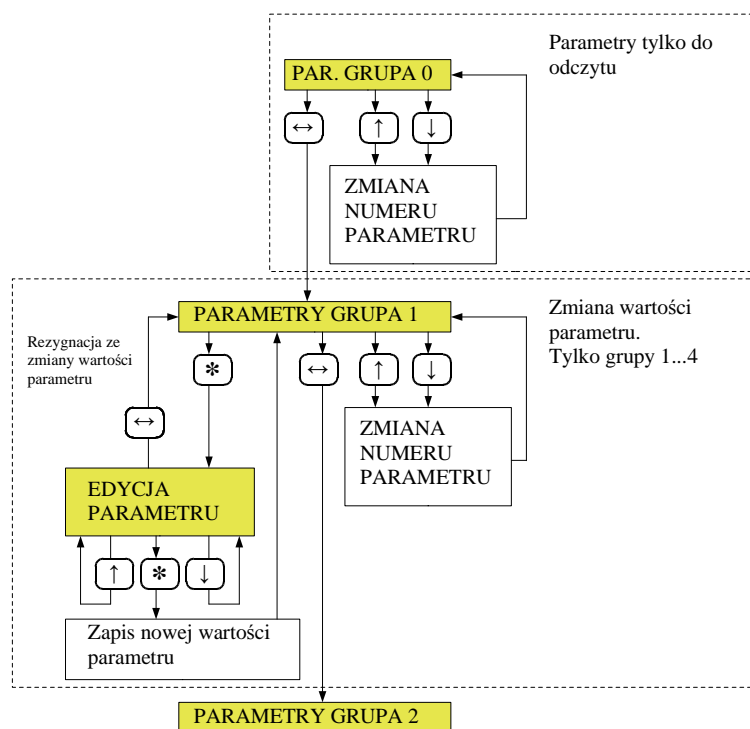 Parametry tylko do
odczytu
PAR. GRUPA 0
↔ ↑ ↓
ZMIANA
NUMERU
PARAMETRU
PARAMETRY GRUPA 1
Zmiana wartości
parametru.
Tylko grupy 1...4
Rezygnacja ze
zmiany wartości
parametru
* ↔ ↑ ↓
↔
ZMIANA
NUMERU
PARAMETRU
EDYCJA
PARAMETRU
↑ * ↓
Zapis nowej wartości
parametru
PARAMETRY GRUPA 2